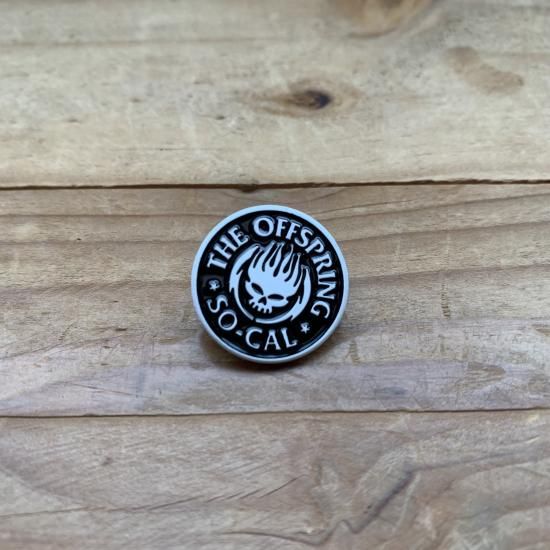 THE OFFSPRING
SO-CAL